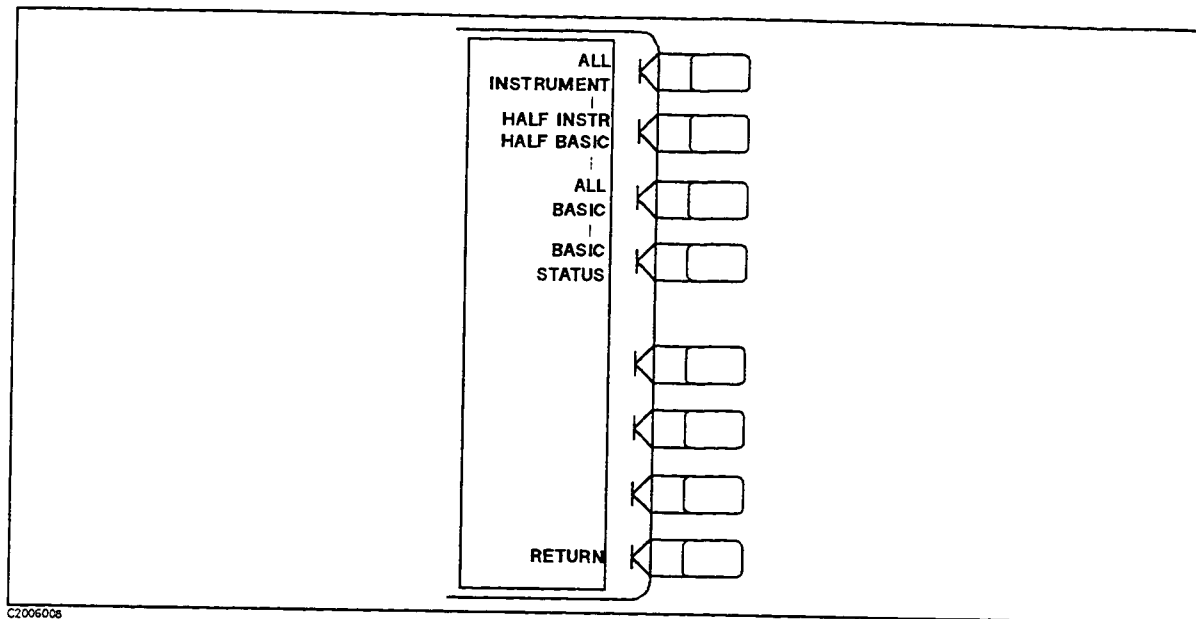 ALL
INSTRUMENT
HALF INSTR
HALF BASIC
ALL
BASIC
BASIC
STATUS
RETURN
C2006008